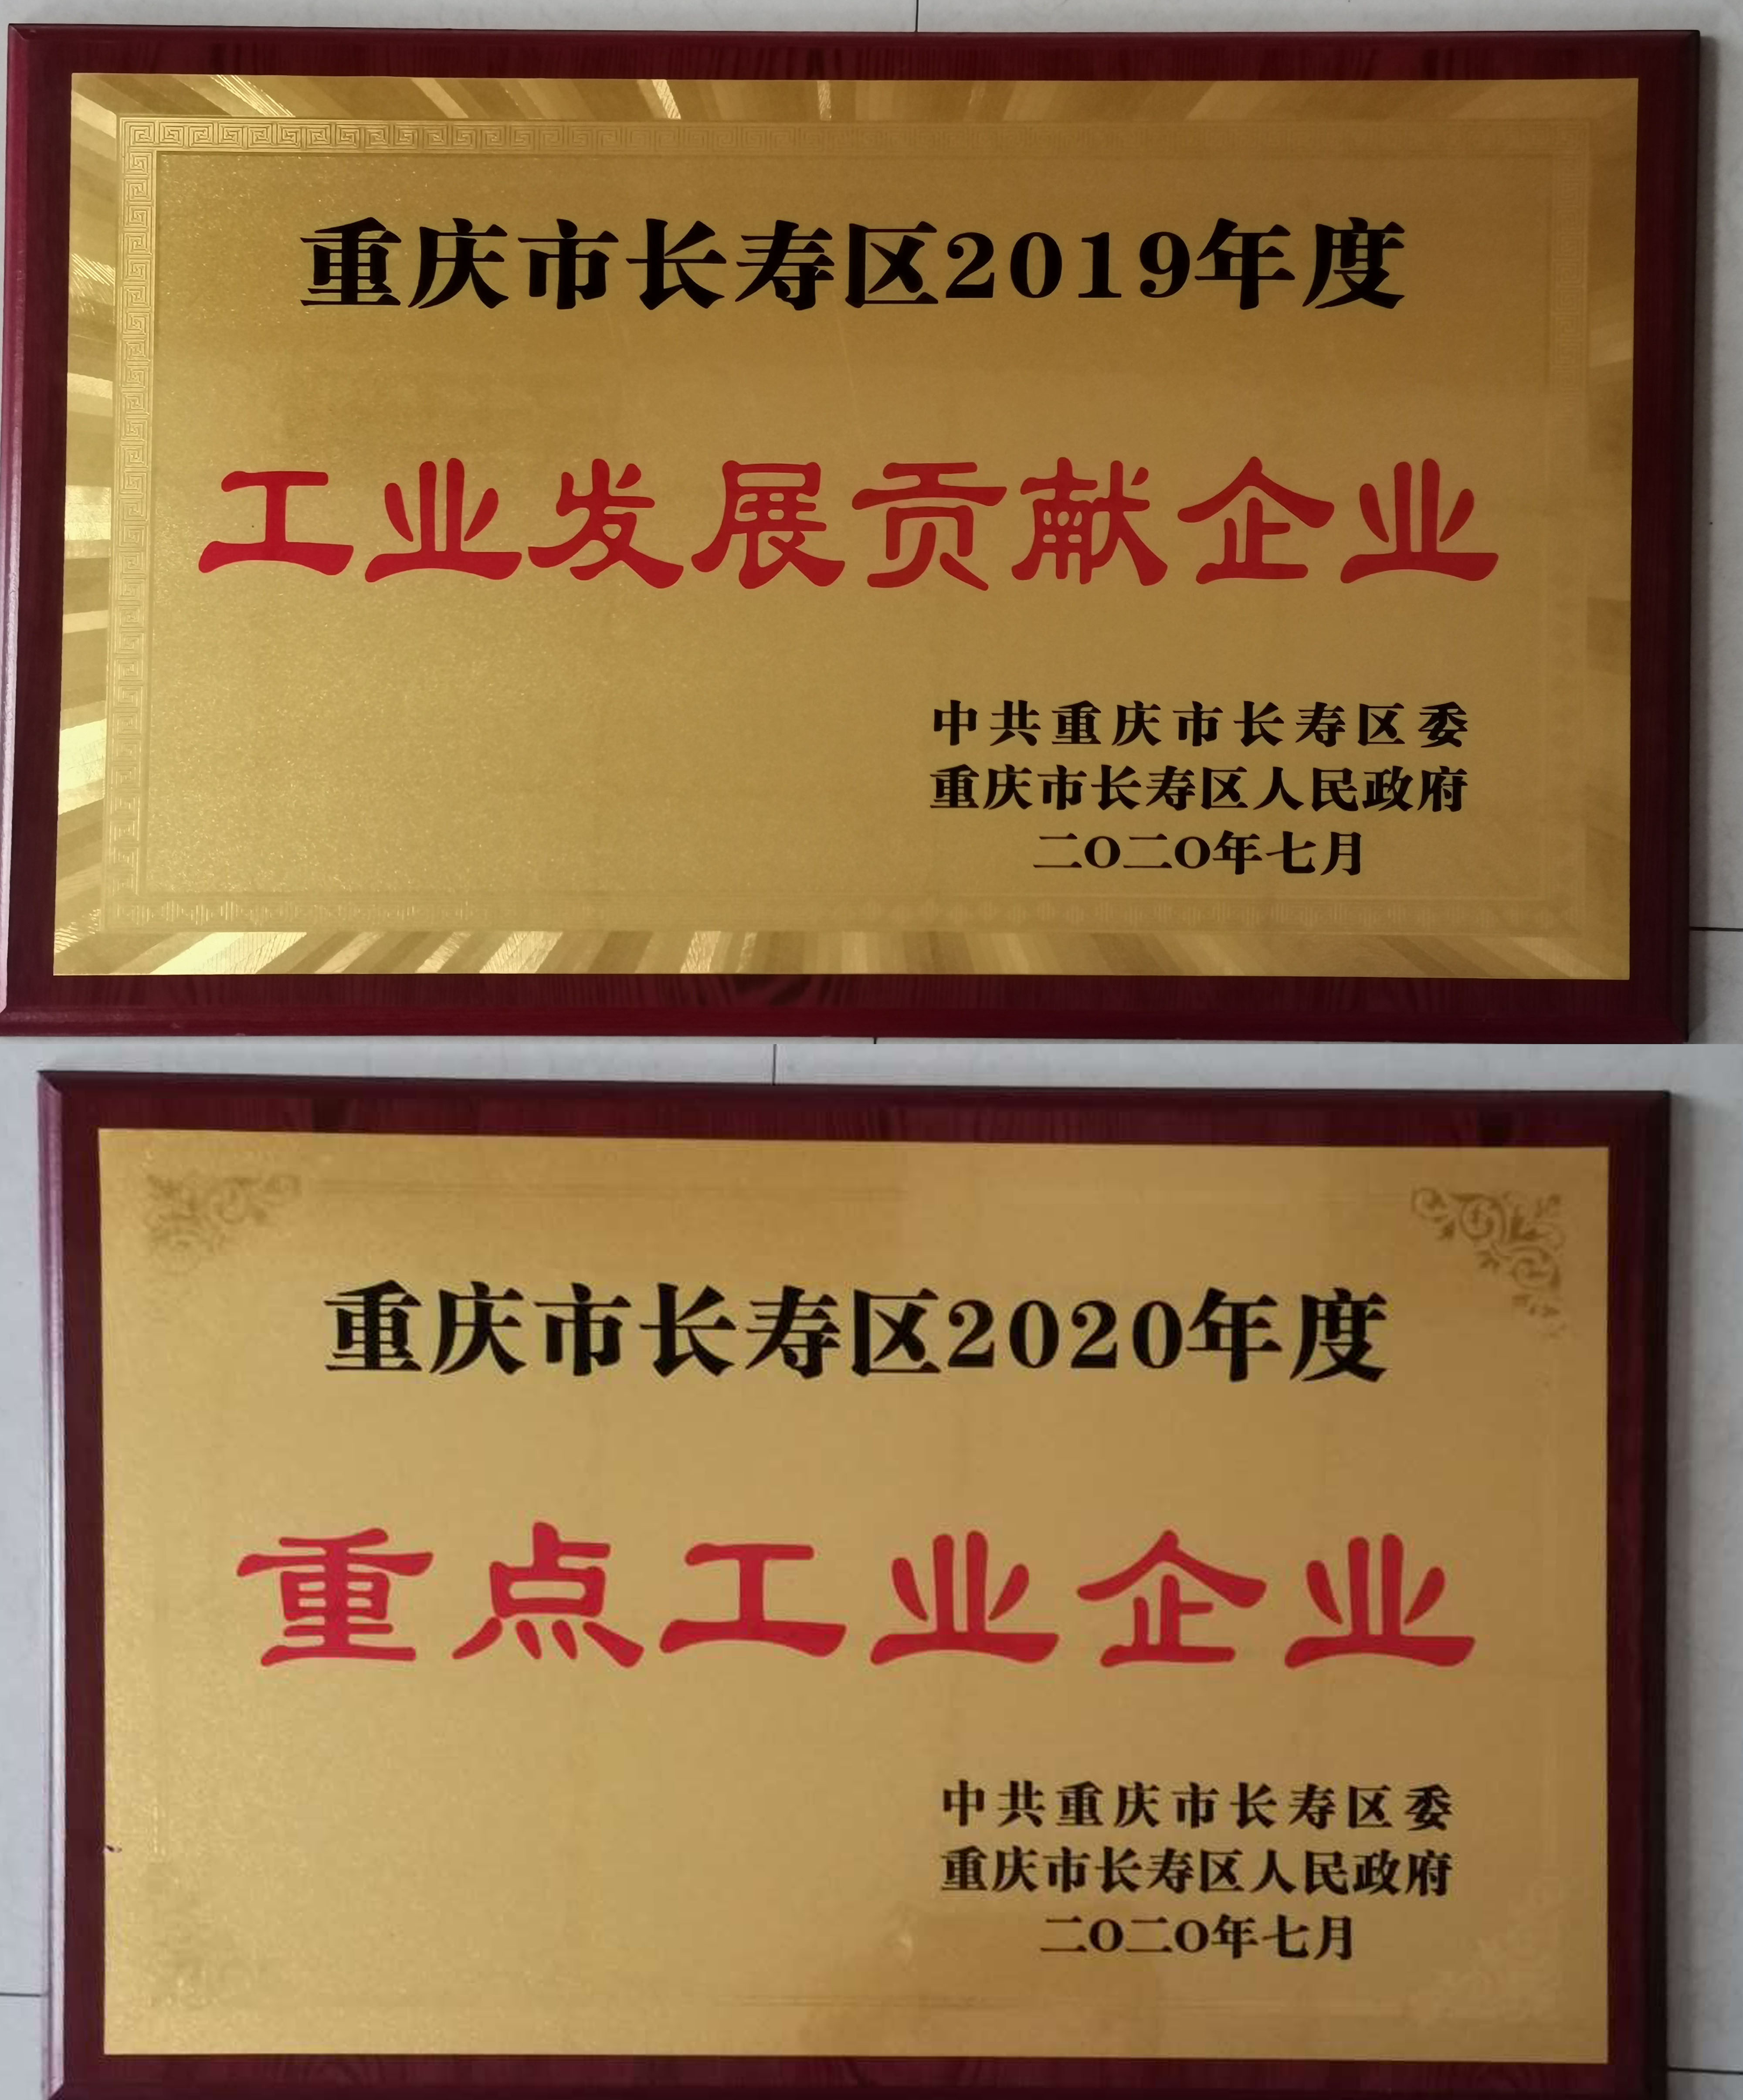 重庆市长寿区2019年度
工业发展贡献企业
中共重庆市长寿区委
重庆市长寿区人民政府
二〇二〇年七月
重庆市长寿区2020年度
重点工业企业
中共重庆市长寿区委
重庆市长寿区人民政府
二〇二〇年七月